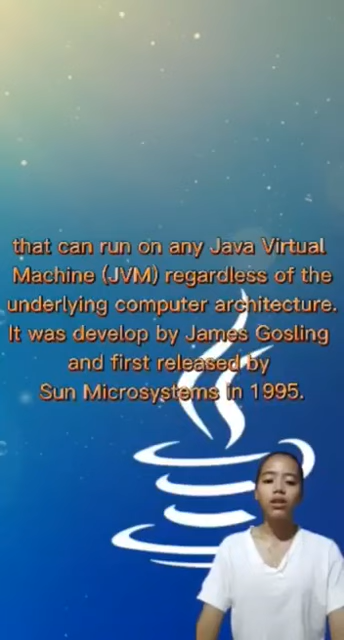 that can run on any Java Virtual
Machine (JVM) regardless of the
underlying computer architecture.
It was develop by James Gosling
and first released by
Sun Microsystems in 1995.